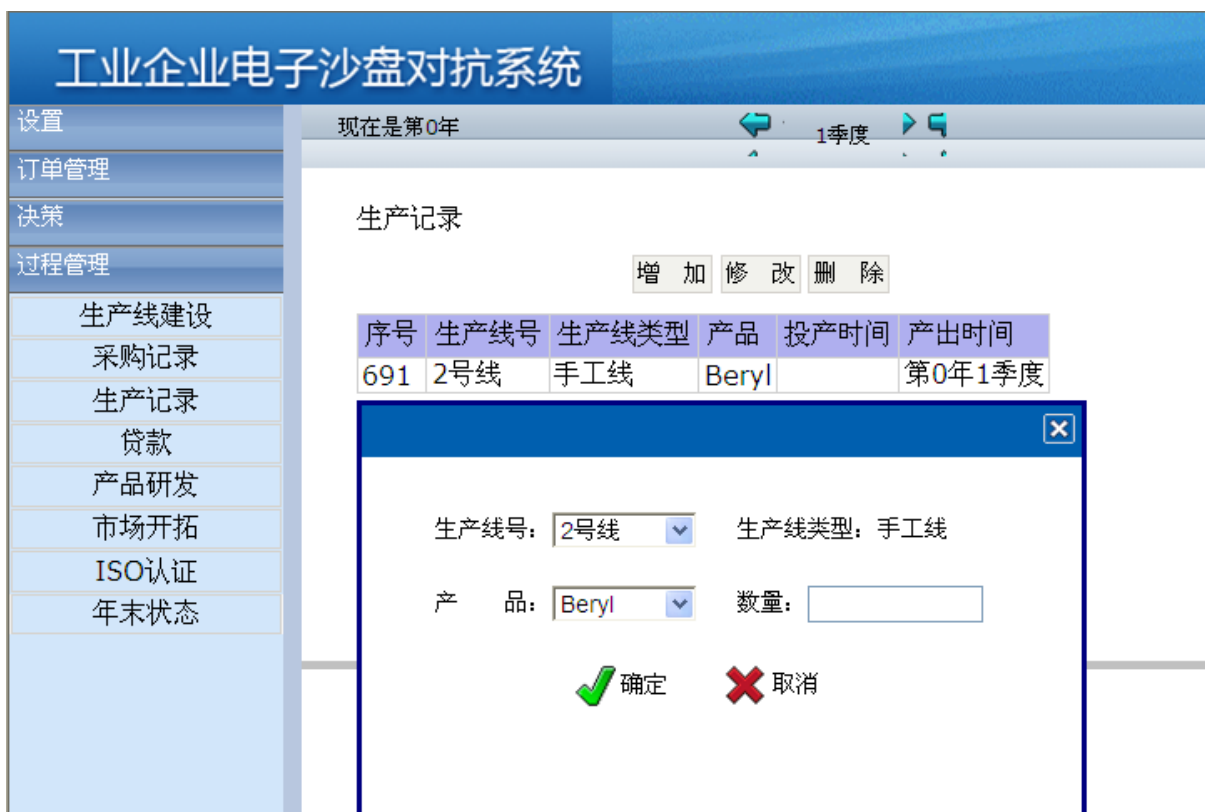 工业企业电子沙盘对抗系统
设置
现在是第0年 1季度
订单管理
决策
生产记录
过程管理
增 加 修 改 删 除
生产线建设
采购记录
生产记录
贷款
产品研发
市场开拓
ISO认证
年末状态
序号 生产线号 生产线类型 产品 投产时间 产出时间
691 2号线 手工线 Beryl 第0年1季度
生产线号： 2号线 生产线类型：手工线
产 品： Beryl 数量：
确定 取消